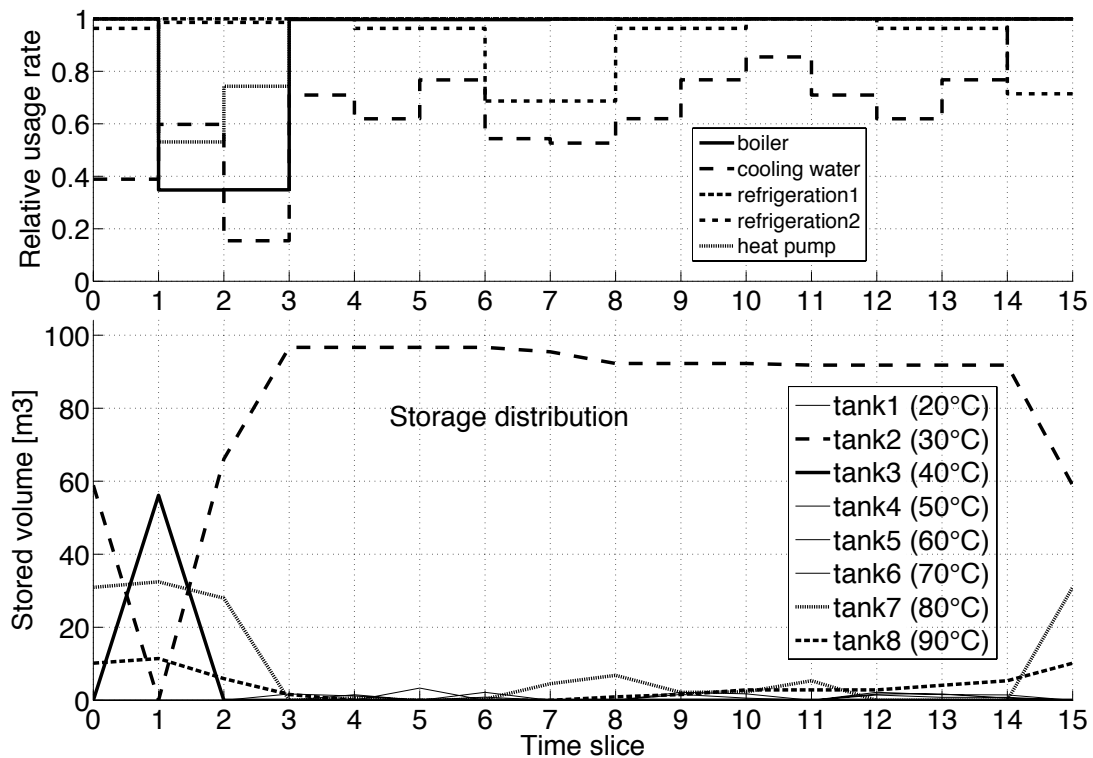 1
0.8
0.6
0.4
0.2
0
Relative usage rate
boiler
cooling water
refrigeration1
refrigeration2
heat pump
0 1 2 3 4 5 6 7 8 9 10 11 12 13 14 15
100
80
60
40
20
0
Stored volume [m3]
Storage distribution
tank1 (20°C)
tank2 (30°C)
tank3 (40°C)
tank4 (50°C)
tank5 (60°C)
tank6 (70°C)
tank7 (80°C)
tank8 (90°C)
0 1 2 3 4 5 6 7 8 9 10 11 12 13 14 15
Time slice